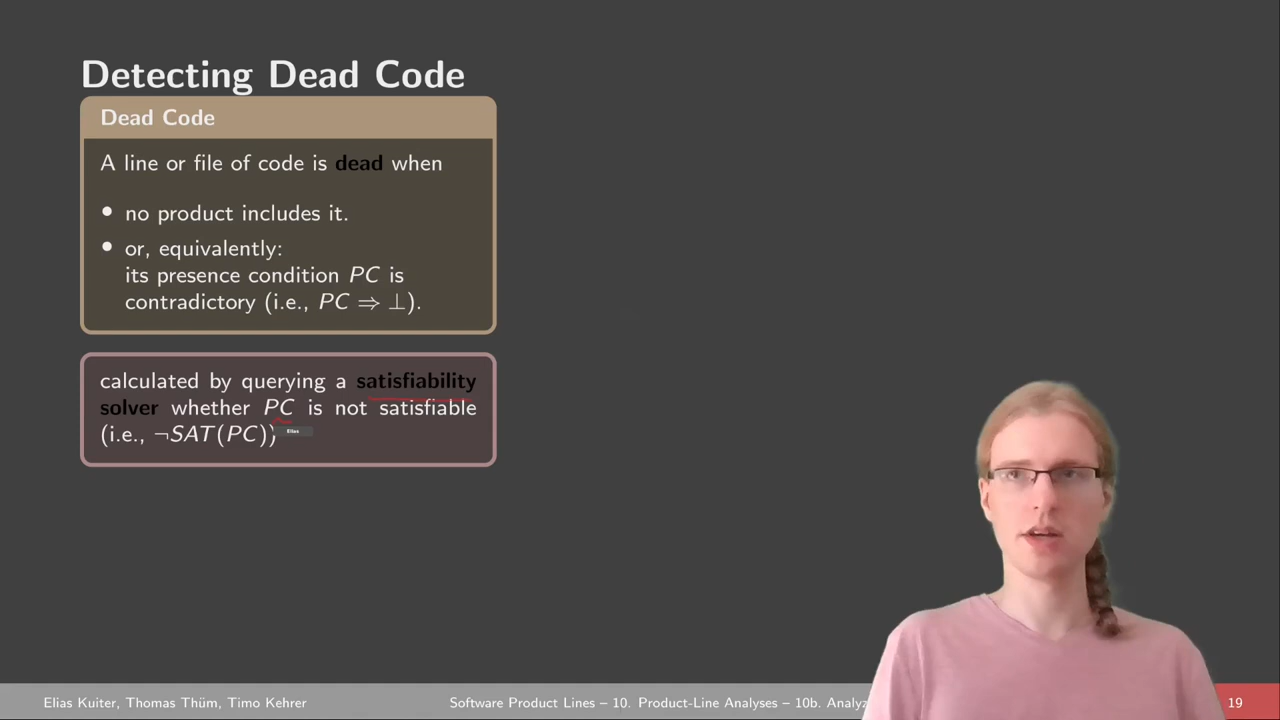 Detecting Dead Code
Dead Code
A line or file of code is dead when
• no product includes it.
• or, equivalently:
its presence condition PC is
contradictory (i.e., PC ⇒ ⊥).
calculated by querying a satisfiability
solver whether PC is not satisfiable
(i.e., ¬SAT(PC))
Elias
Elias Kuiter, Thomas Thüm, Timo Kehrer
Software Product Lines – 10. Product-Line Analyses – 10b.
19